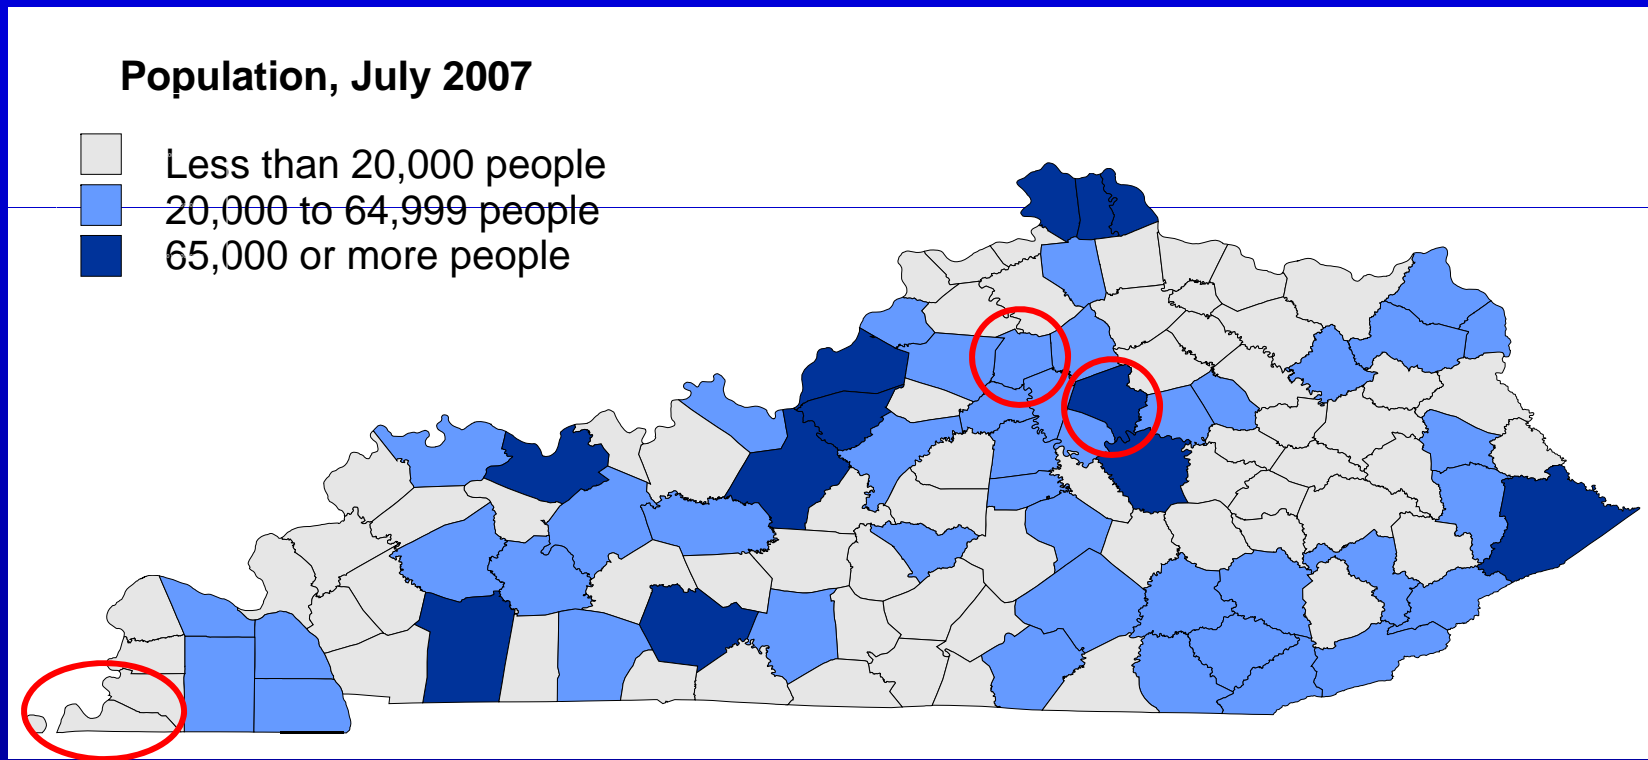 Population, July 2007
Less than 20,000 people
20,000 to 64,999 people
65,000 or more people